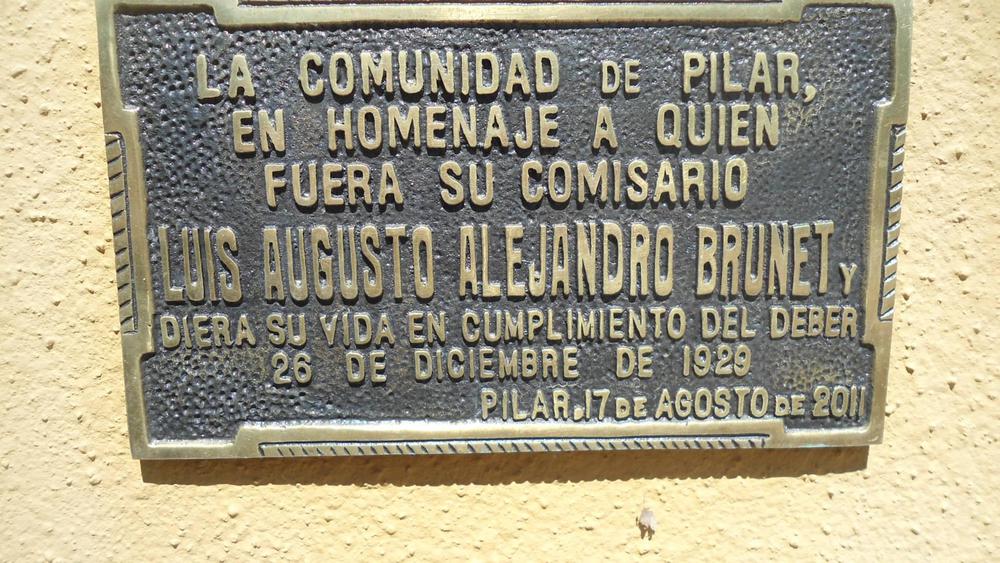 LA COMUNIDAD DE PILAR,
EN HOMENAJE A QUIEN
FUERA SU COMISARIO
LUIS AUGUSTO ALEJANDRO BRUNET Y
DIERA SU VIDA EN CUMPLIMIENTO DEL DEBER
26 DE DICIEMBRE DE 1929
PILAR, 17 DE AGOSTO DE 2011